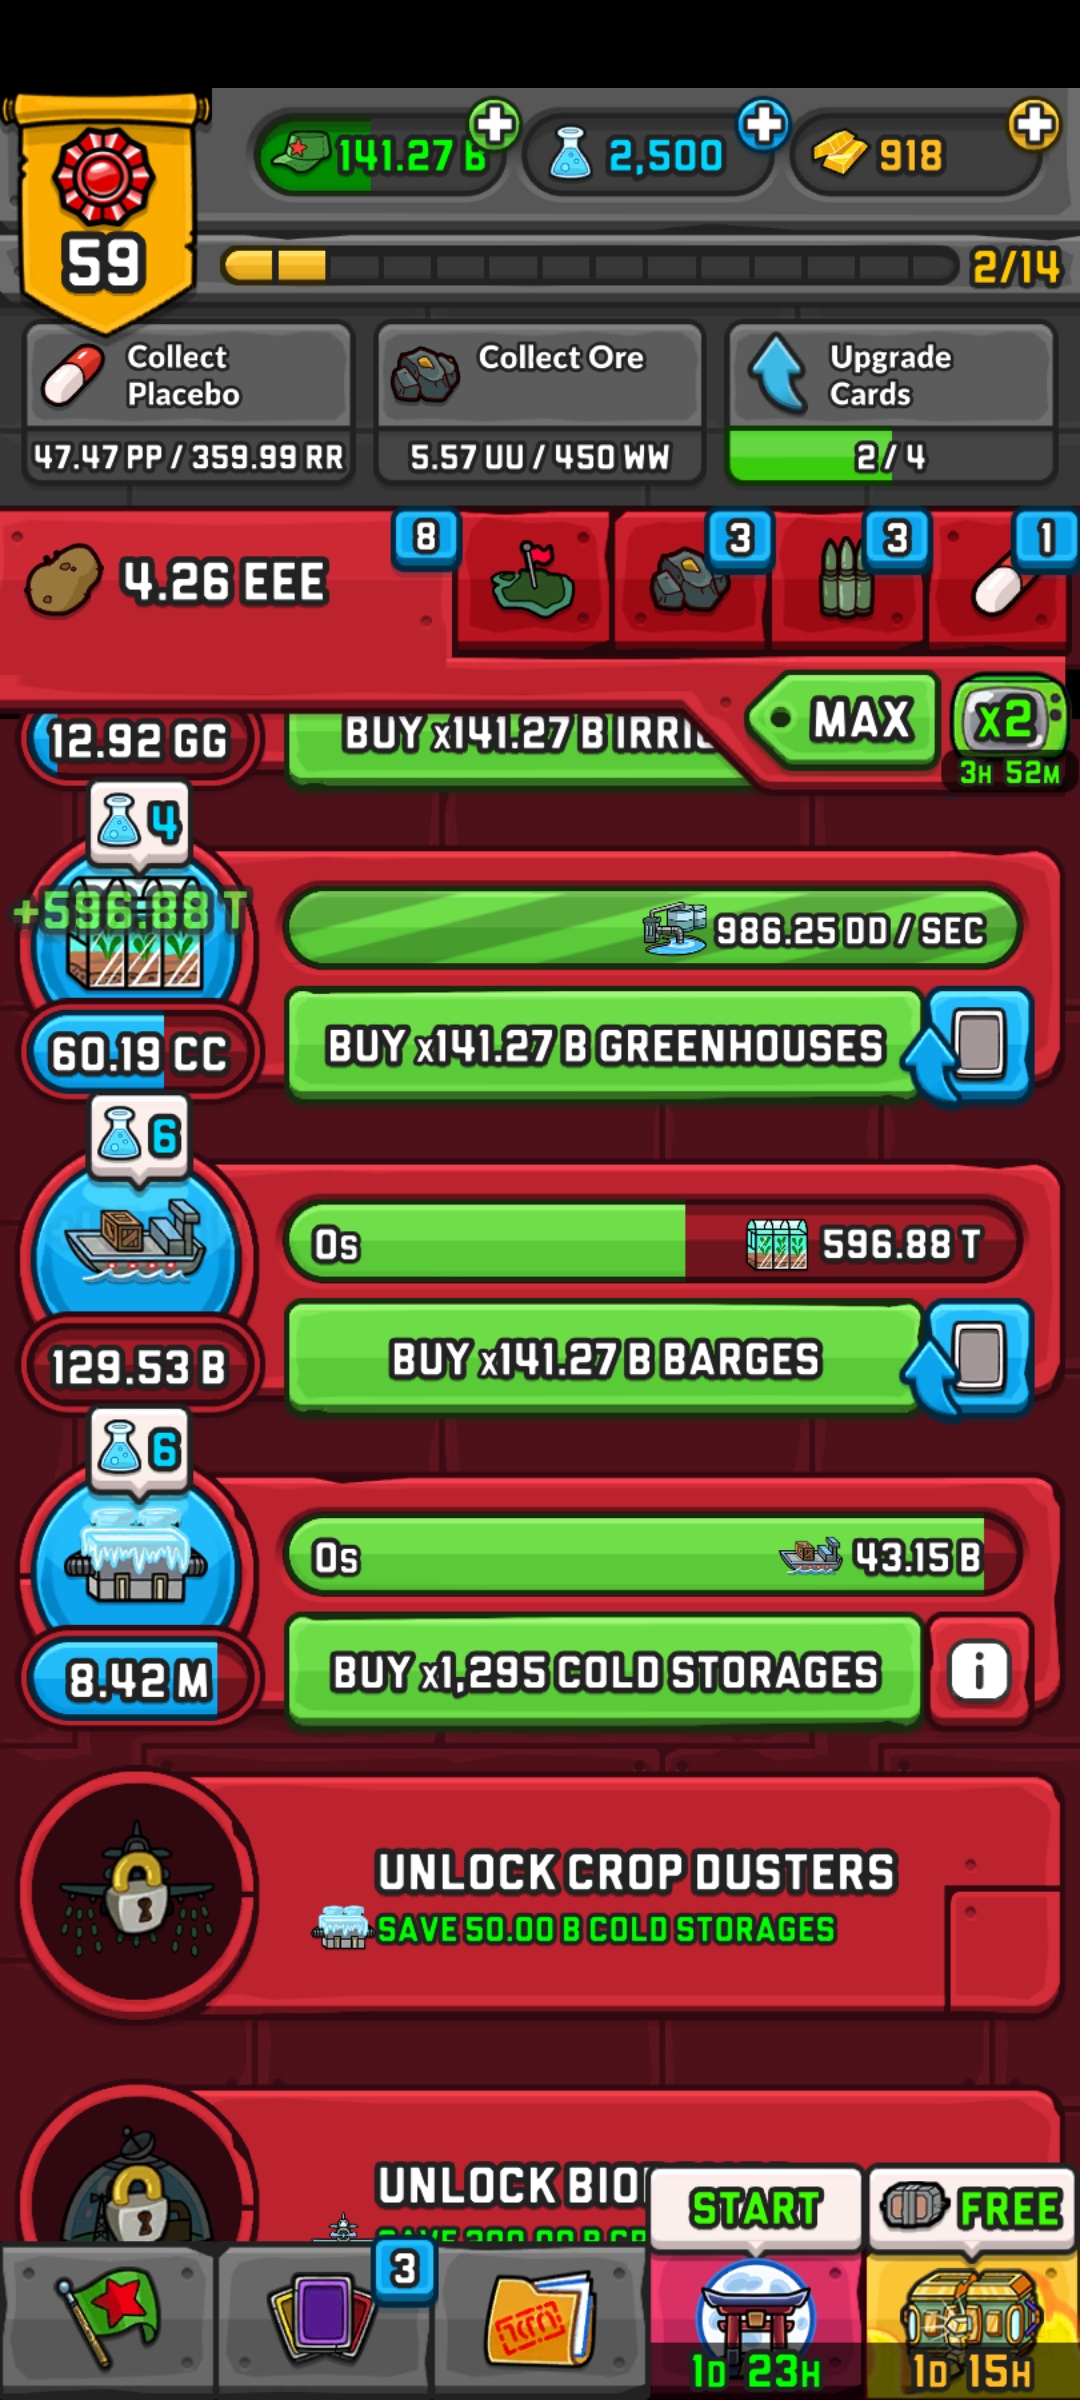 141.27 B
2,500
918
59
2/14
Collect
Placebo
47.47 PP / 359.99 RR
Collect Ore
5.57 UU / 450 WW
Upgrade
Cards
2/ 4
4.26 EEE
8
3
3
1
MAX
x2
3H 52M
12.92 GG
BUY x141.27 B
4
+596.88 T
986.25 DD / SEC
60.19 CC
BUY x141.27 B GREENHOUSES
6
0s
596.88 T
129.53 B
BUY x141.27 B BARGES
6
0s
43.15 B
8.42 M
BUY x1,295 COLD STORAGES
i
UNLOCK CROP DUSTERS
SAVE 50.00 B COLD STORAGES
UNLOCK
START
FREE
3
1D 23H
1D 15H